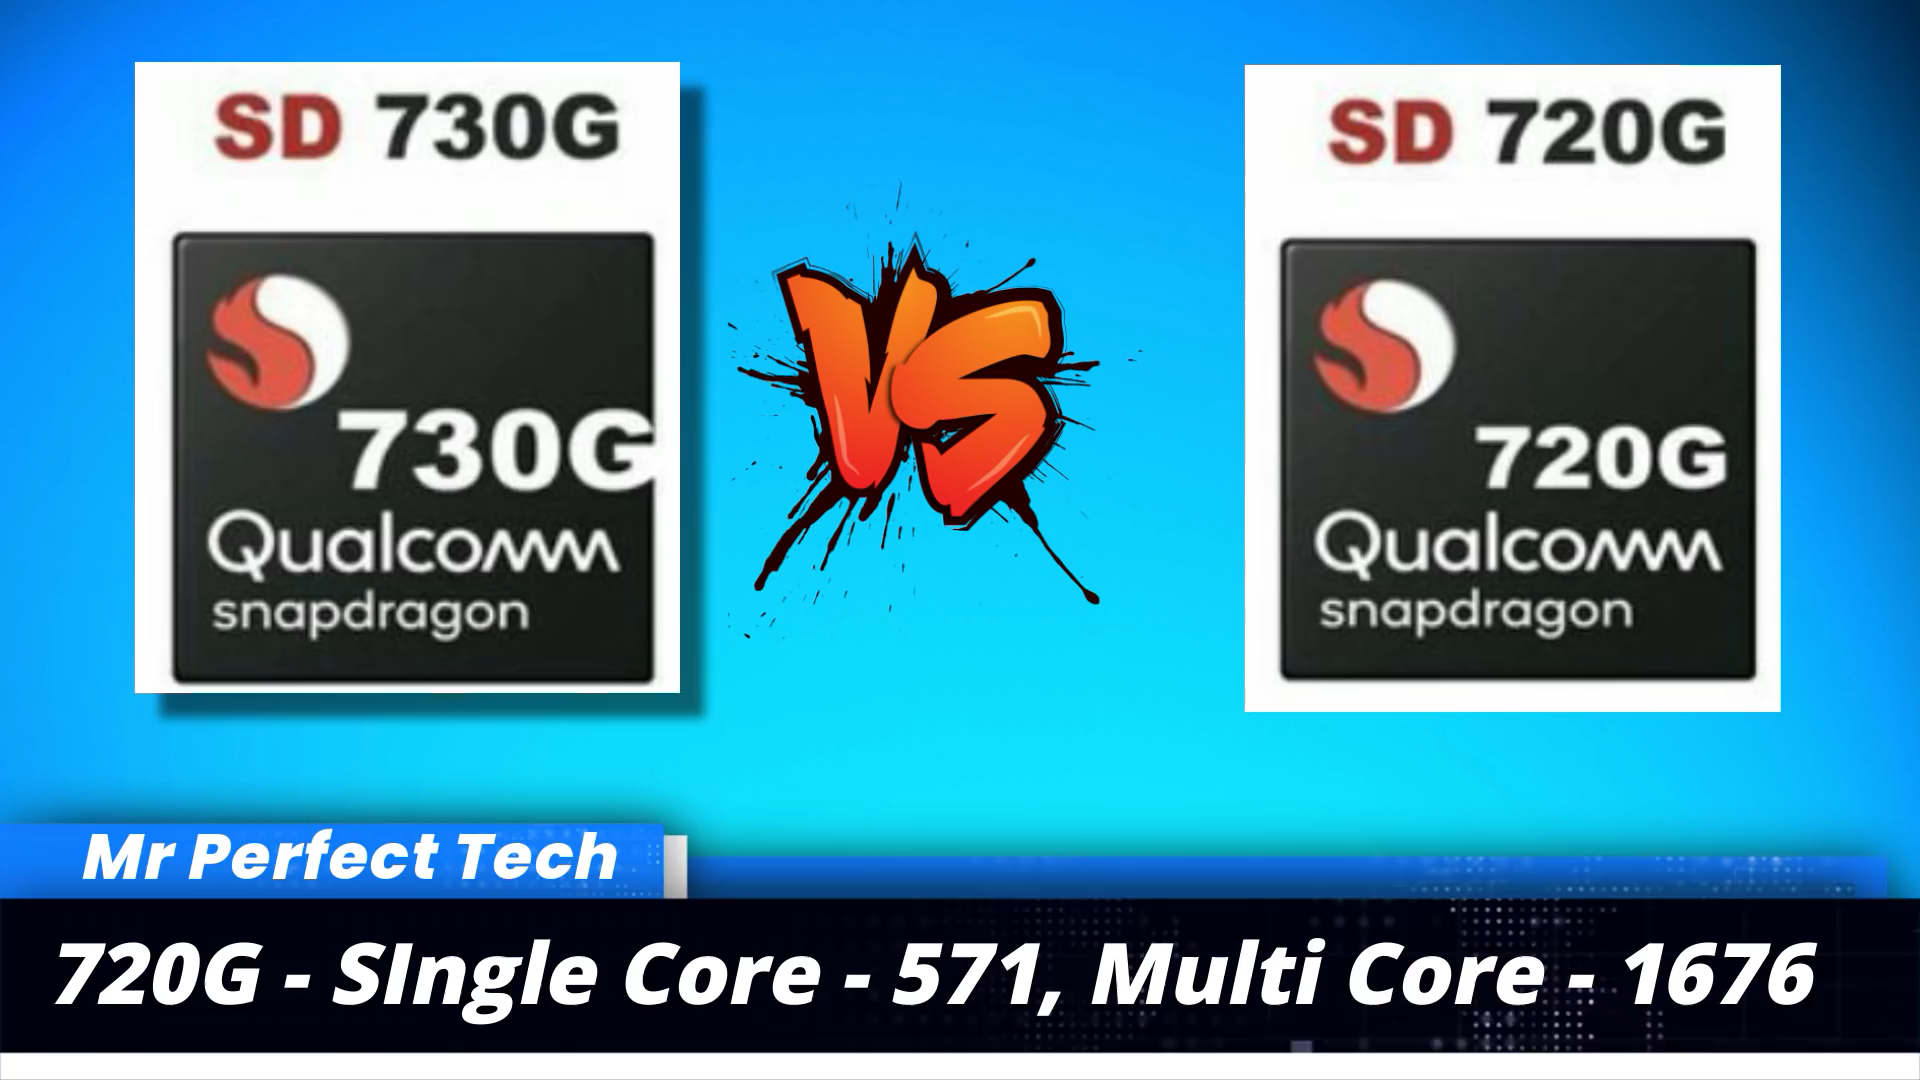 SD 730G
730G
Qualcomm
snapdragon
VS
SD 720G
720G
Qualcomm
snapdragon
Mr Perfect Tech
720G - SIngle Core - 571, Multi Core - 1676